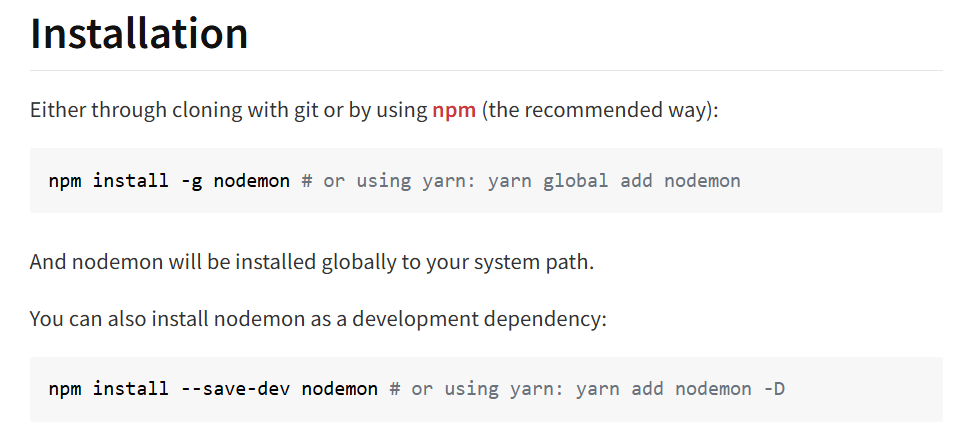 Installation
Either through cloning with git or by using npm (the recommended way):
npm install -g nodemon # or using yarn: yarn global add nodemon
And nodemon will be installed globally to your system path.
You can also install nodemon as a development dependency:
npm install --save-dev nodemon # or using yarn: yarn add nodemon -D